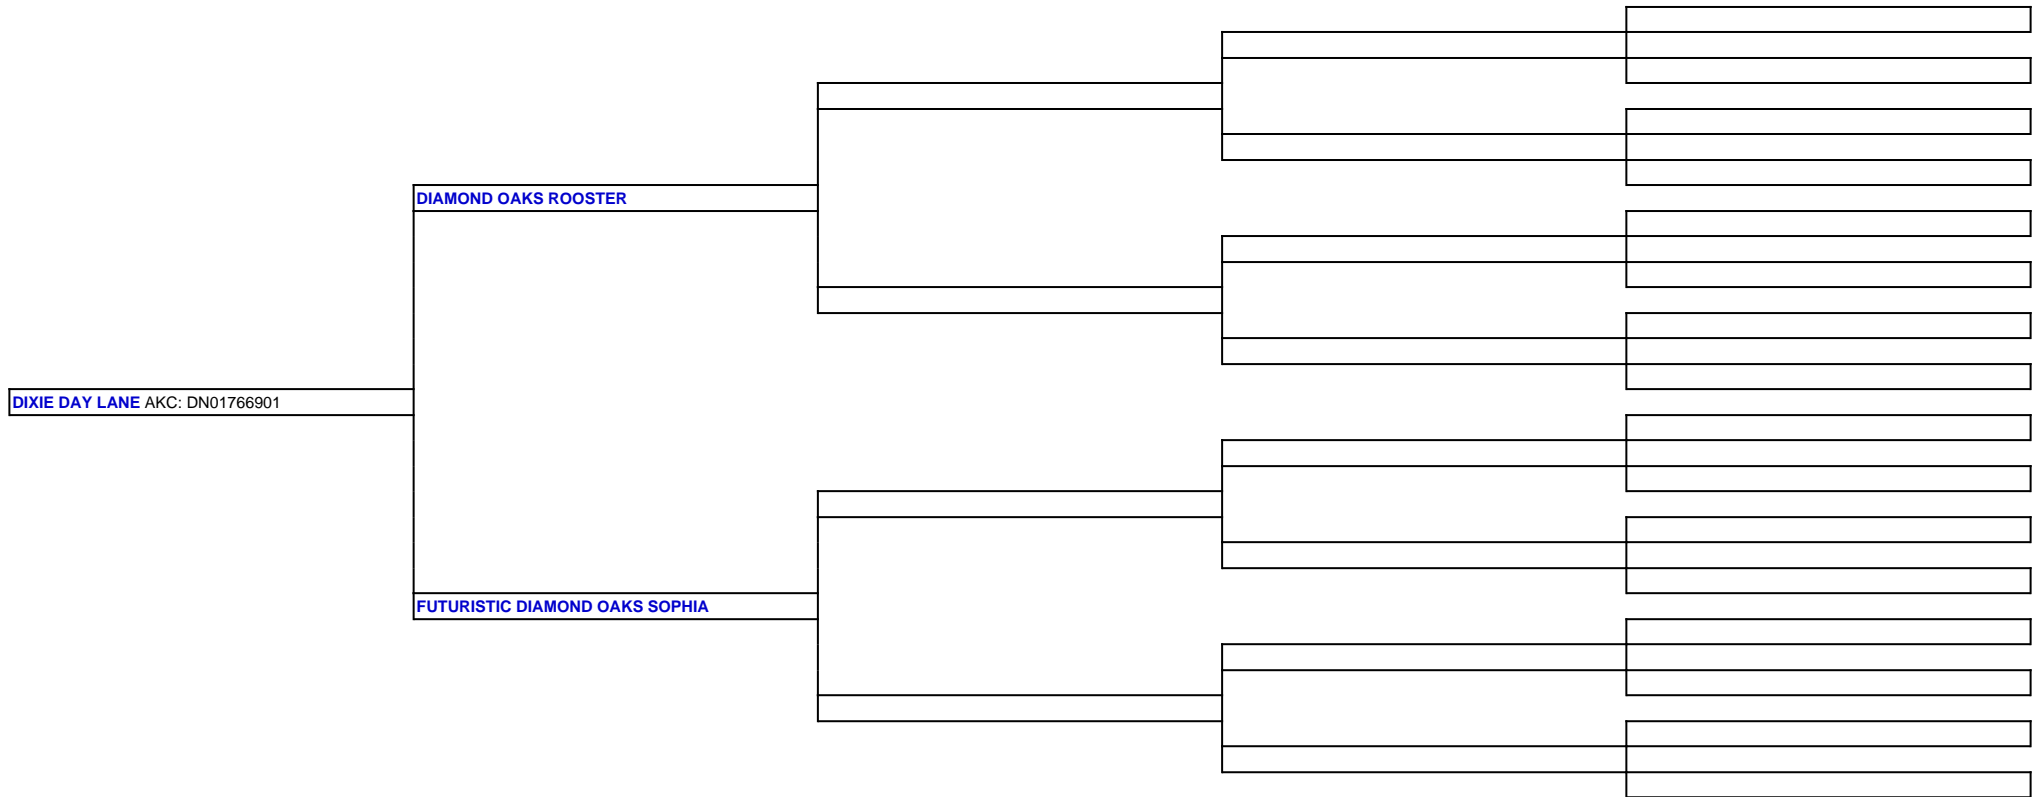 DIAMOND OAKS ROOSTER
DIXIE DAY LANE AKC: DN01766901
FUTURISTIC DIAMOND OAKS SOPHIA